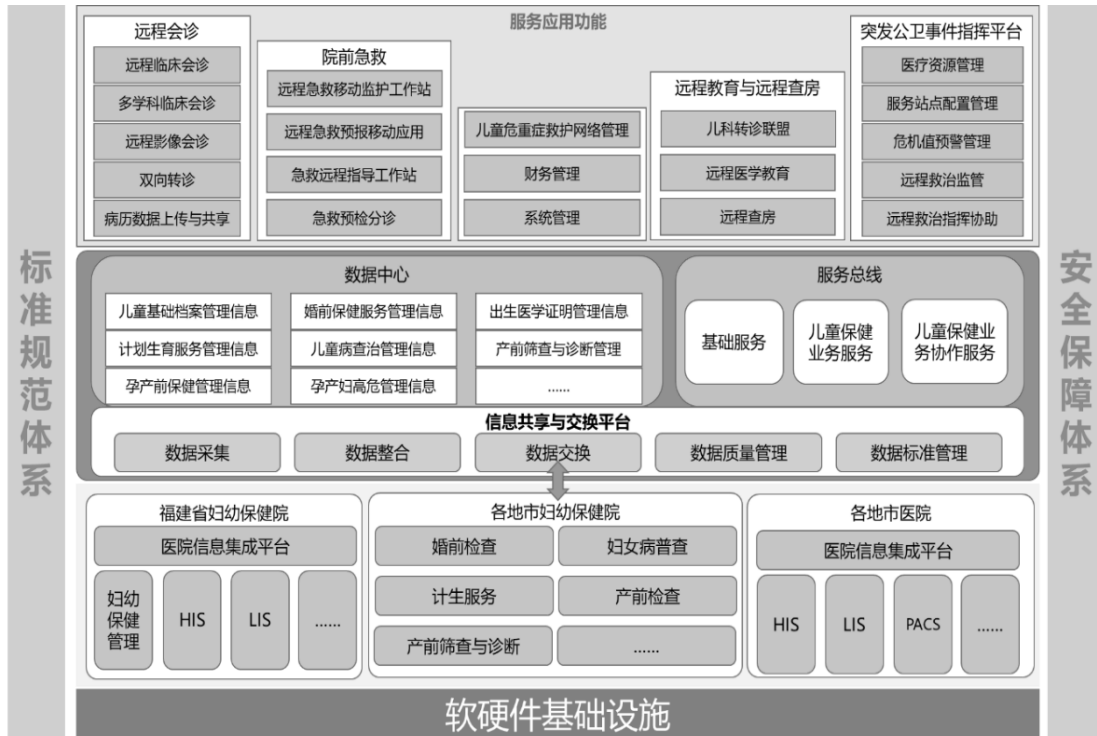 服务应用功能
远程会诊
远程临床会诊
多学科临床会诊
远程影像会诊
双向转诊
病历数据上传与共享
院前急救
远程急救移动监护工作站
远程急救预报移动应用
急救远程指导工作站
急救预检分诊
儿童危重症救护网络管理
财务管理
系统管理
远程教育与远程查房
儿科转诊联盟
远程医学教育
远程查房
突发公卫事件指挥平台
医疗资源管理
服务站点配置管理
危机值预警管理
远程救治监管
远程救治指挥协助
标准规范体系
数据中心
儿童基础档案管理信息
婚前保健服务管理信息
出生医学证明管理信息
计划生育服务管理信息
儿童病查治管理信息
产前筛查与诊断管理
孕产前保健管理信息
孕产妇高危管理信息
......
服务总线
基础服务
儿童保健
业务服务
儿童保健业
务协作服务
安全保障体系
信息共享与交换平台
数据采集
数据整合
数据交换
数据质量管理
数据标准管理
福建省妇幼保健院
医院信息集成平台
妇幼
保健
管理
HIS
LIS
......
各地市妇幼保健院
婚前检查
妇女病普查
计生服务
产前检查
产前筛查与诊断
......
各地市医院
医院信息集成平台
HIS
LIS
PACS
......
软硬件基础设施